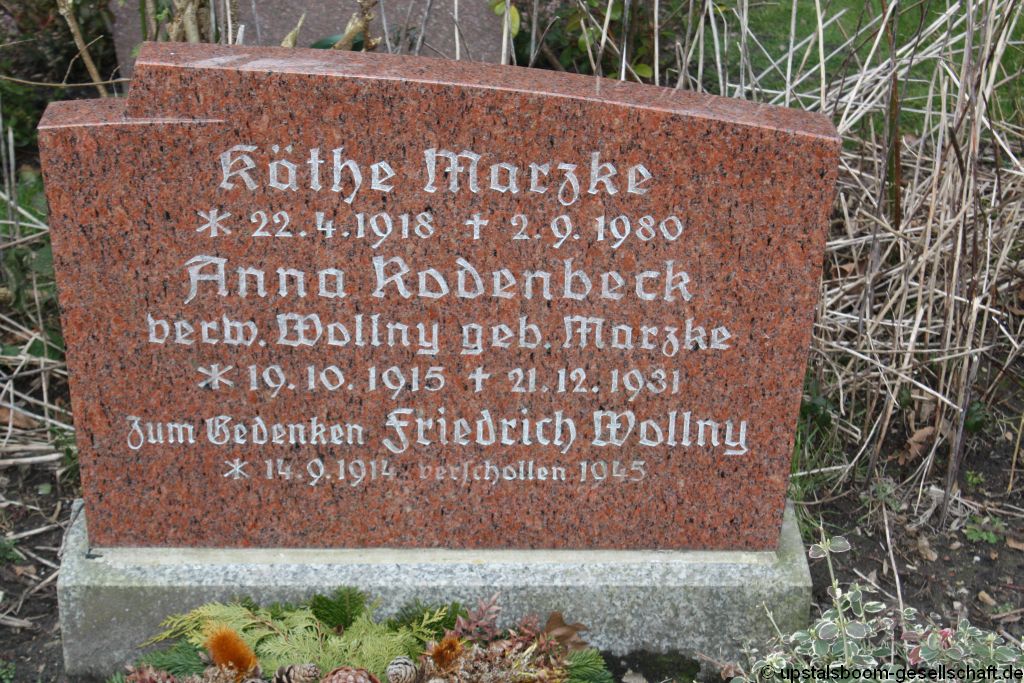 Käthe Marzke
* 22.4.1918 + 2.9.1980
Anna Rodenbeck
verw. Wollny geb. Marzke
* 19.10.1915 + 21.12.1931
Zum Gedenken Friedrich Wollny
* 14.9.1914 verschollen 1945
© upstalsboom-gesellschaft.de